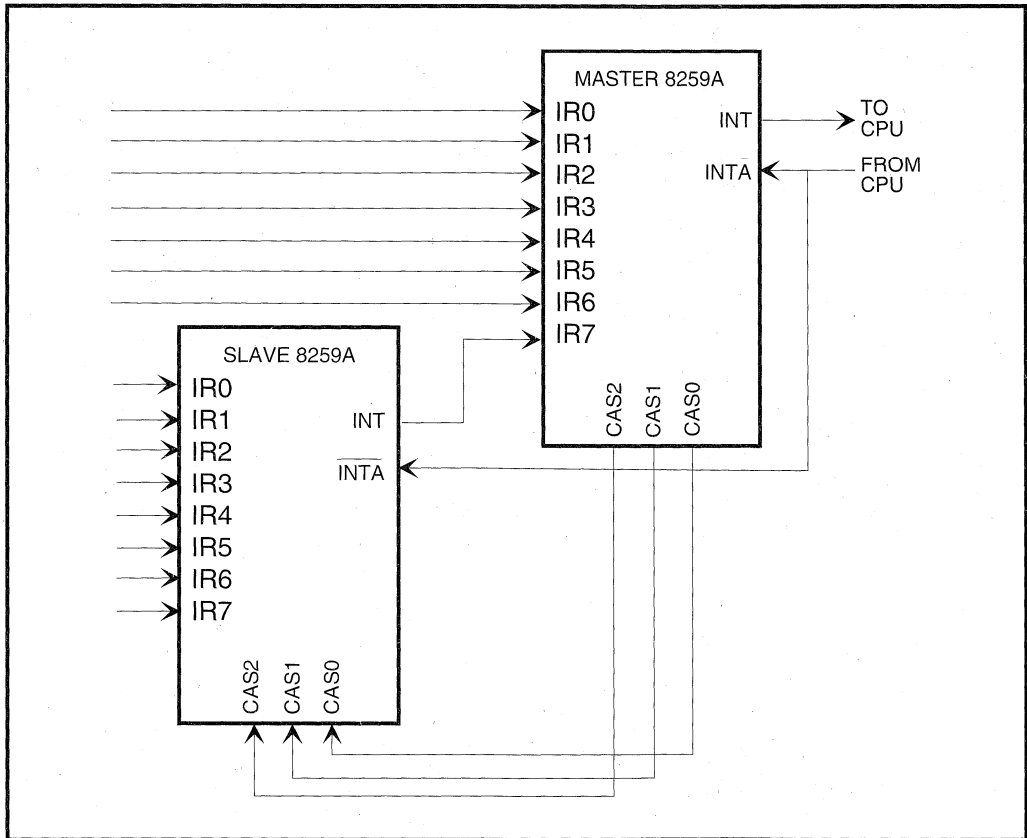 MASTER 8259A
IR0
IR1
IR2
IR3
IR4
IR5
IR6
IR7
INT
INTA
TO
CPU
FROM
CPU
CAS2
CAS1
CAS0
SLAVE 8259A
IR0
IR1
IR2
IR3
IR4
IR5
IR6
IR7
INT
INTA
CAS2
CAS1
CAS0